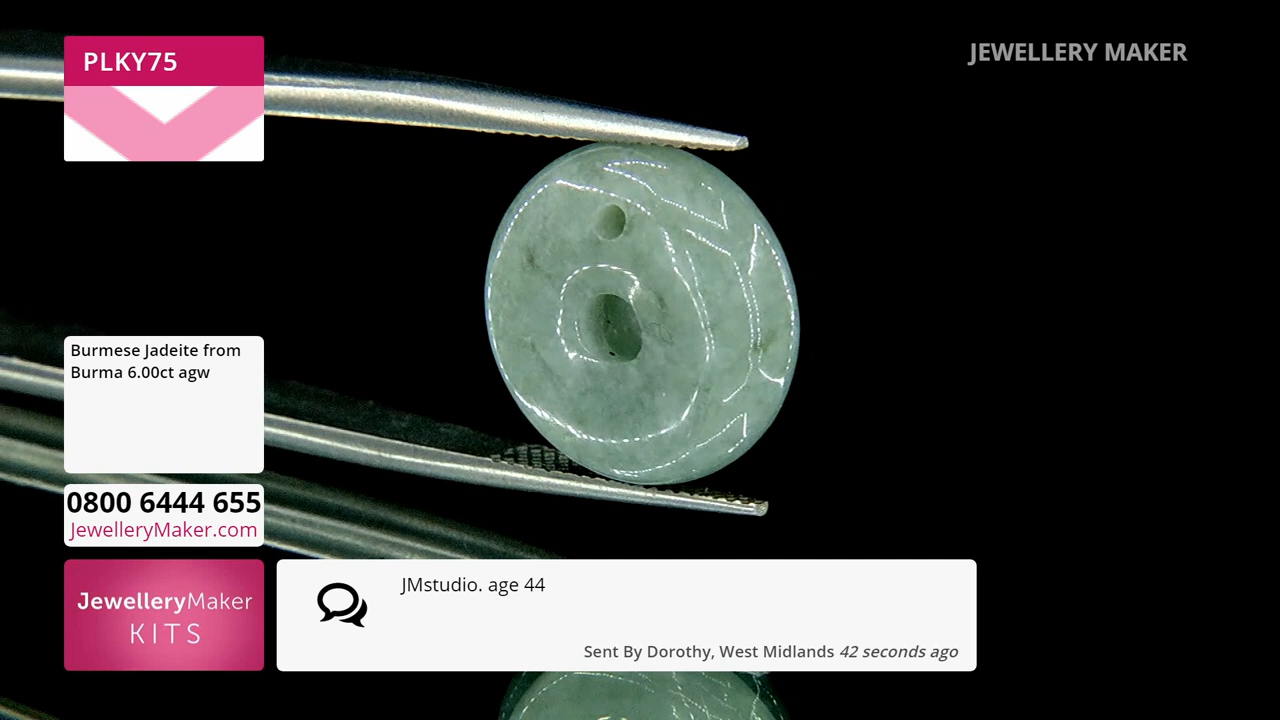 PLKY75
JEWELLERY MAKER
Burmese Jadeite from
Burma 6.00ct agw
0800 6444 655
JewelleryMaker.com
JewelleryMaker
KITS
JMstudio. age 44
Sent By Dorothy, West Midlands 42 seconds ago